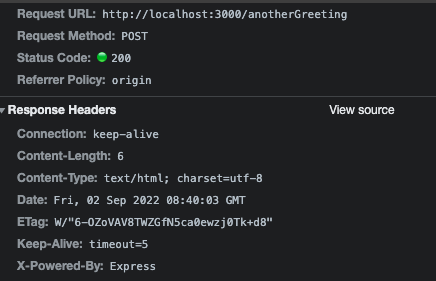 Request URL: http://localhost:3000/anotherGreeting
Request Method: POST
Status Code: 200
Referrer Policy: origin
Response Headers View source
Connection: keep-alive
Content-Length: 6
Content-Type: text/html; charset=utf-8
Date: Fri, 02 Sep 2022 08:40:03 GMT
ETag: W/"6-OZoVAV8TWZGfN5ca0ewzj0Tk+d8"
Keep-Alive: timeout=5
X-Powered-By: Express